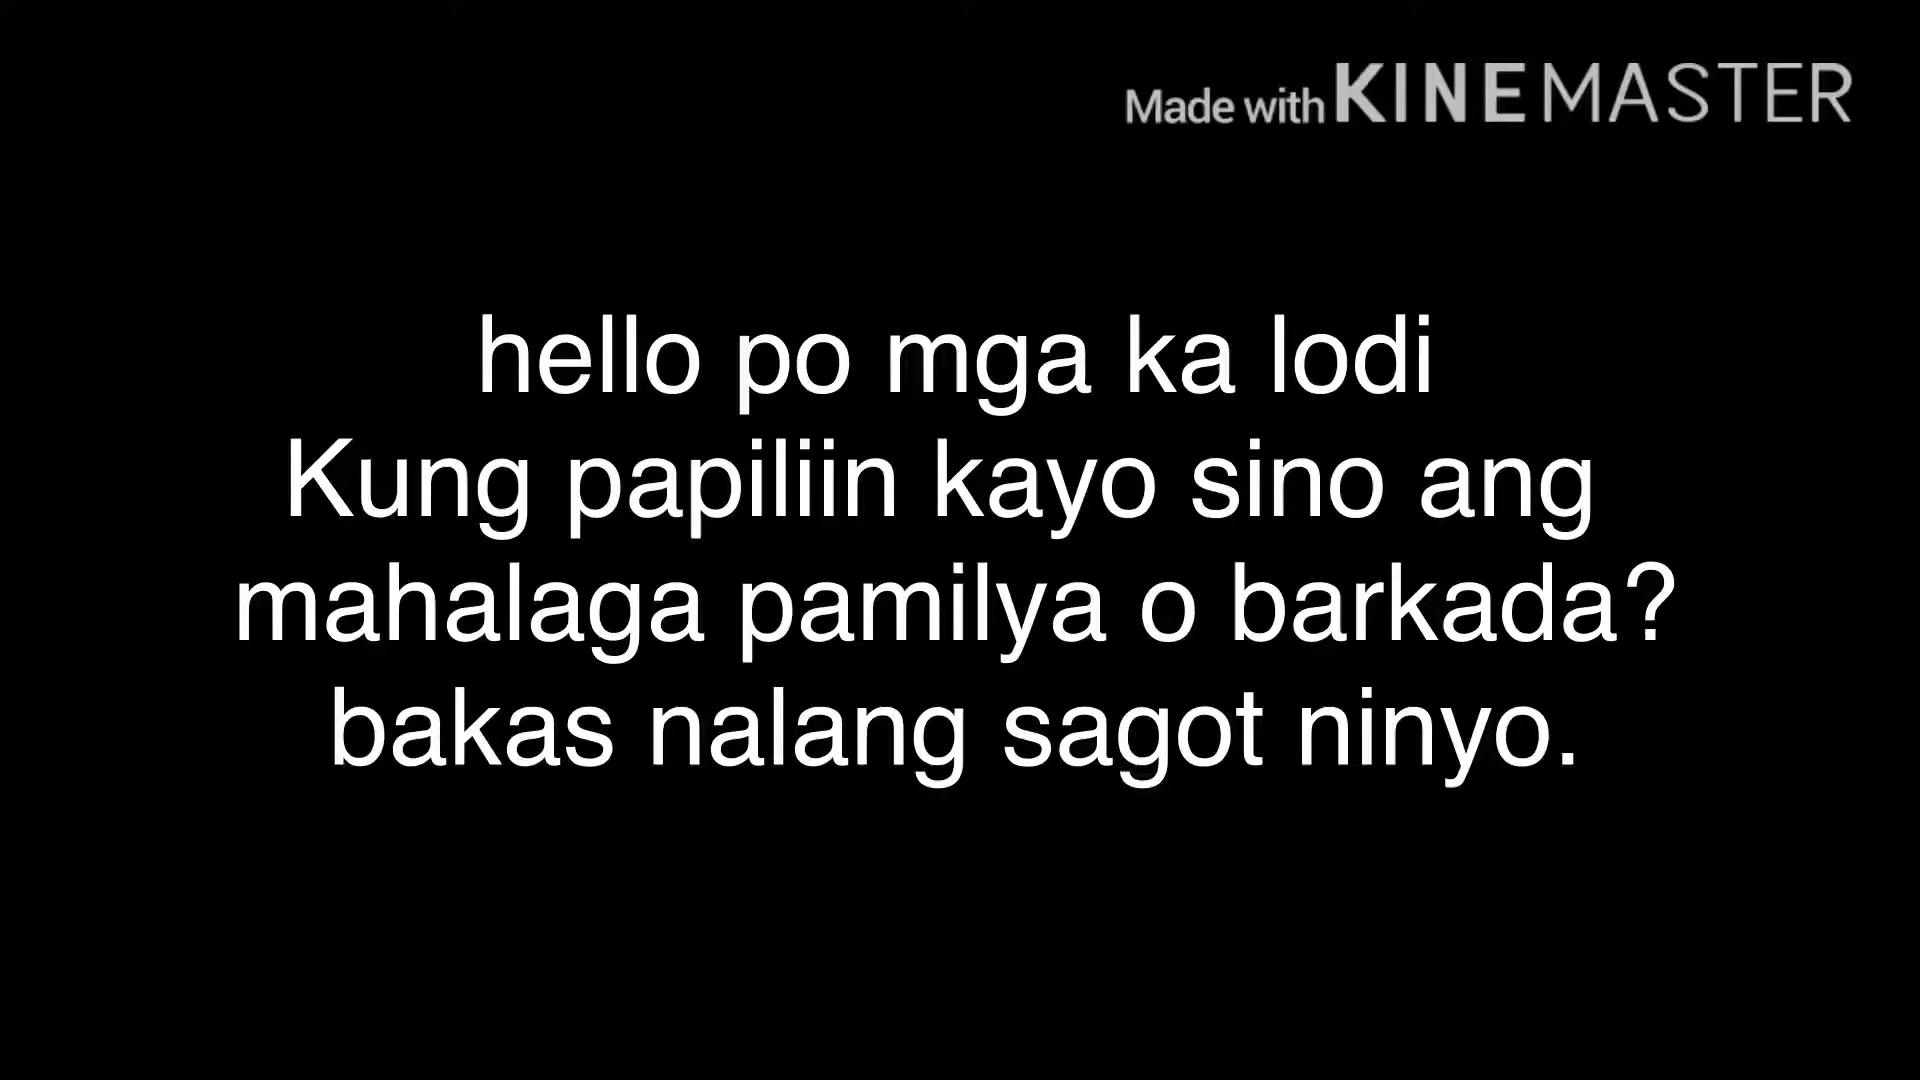 Made with KINEMASTER
hello po mga ka lodi
Kung papiliin kayo sino ang
mahalaga pamilya o barkada?
bakas nalang sagot ninyo.